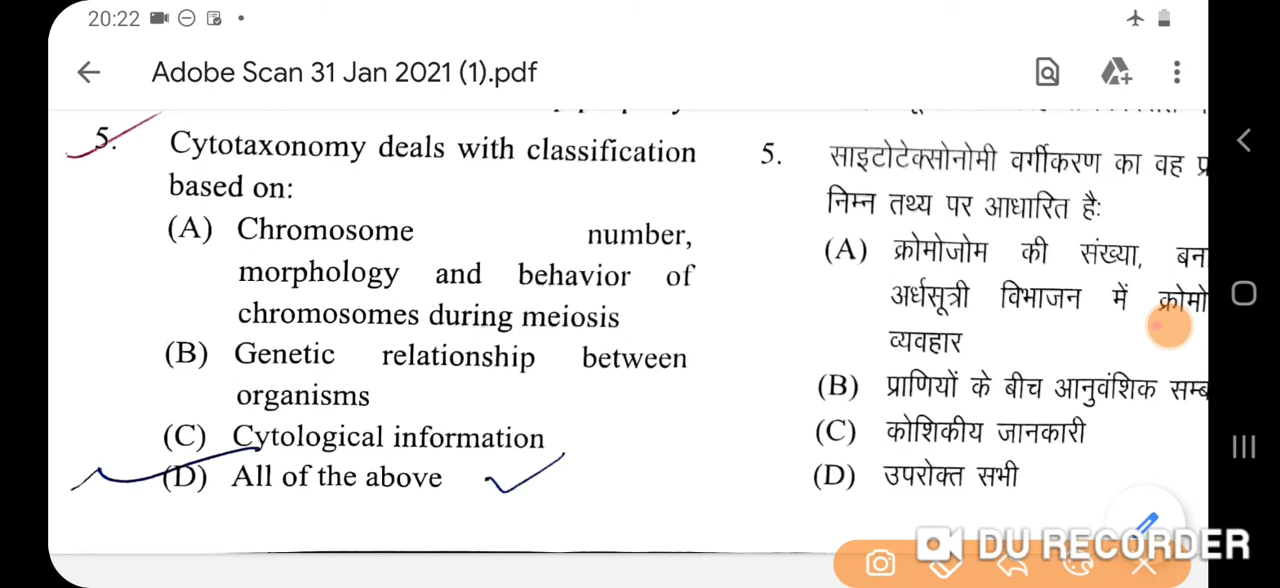 20:22
Adobe Scan 31 Jan 2021 (1).pdf
5. Cytotaxonomy deals with classification
based on:
(A) Chromosome number,
morphology and behavior of
chromosomes during meiosis
(B) Genetic relationship between
organisms
(C) Cytological information
(D) All of the above
5. साइटोटेक्सोनोमी वर्गीकरण का वह
निम्न तथ्य पर आधारित है:
(A) क्रोमोजोम की संख्या,
अर्धसूत्री विभाजन में
व्यवहार
(B) प्राणियों के बीच आनुवंशिक
(C) कोशिकीय जानकारी
(D) उपरोक्त सभी
DU RECORDER